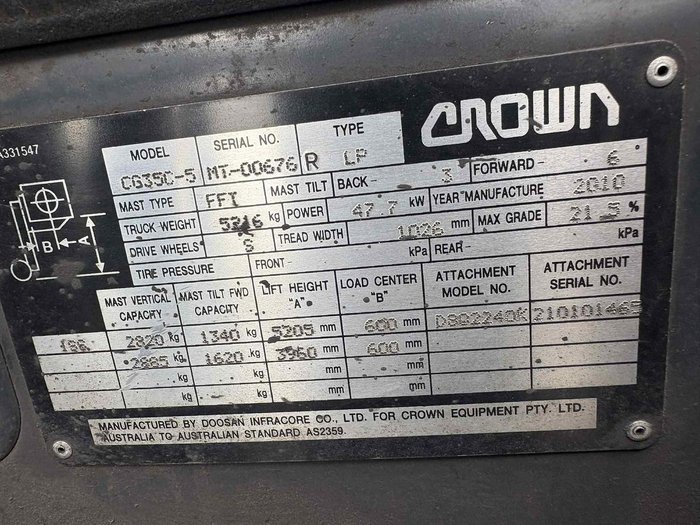 CROWN
A331547
MODEL SERIAL NO. TYPE
CG35C-5 MT-00676 R LP
MAST TYPE FFT MAST TILT BACK- 3 FORWARD- 6
TRUCK WEIGHT 5216 kg POWER 47.7 kW YEAR MANUFACTURE 2010
DRIVE WHEELS S TREAD WIDTH 1026 mm MAX GRADE 21.5 %
TIRE PRESSURE FRONT- kPa REAR- kPa
MAST VERTICAL CAPACITY MAST TILT FWD CAPACITY LIFT HEIGHT "A" LOAD CENTER "B" ATTACHMENT MODEL NO. ATTACHMENT SERIAL NO.
2820 kg 1340 kg 5205 mm 600 mm 210101465
2885 kg 1620 kg 3960 mm 600 mm
kg kg mm mm
kg kg mm mm
B A
MANUFACTURED BY DOOSAN INFRACORE CO., LTD. FOR CROWN EQUIPMENT PTY. LTD.
AUSTRALIA TO AUSTRALIAN STANDARD AS2359.